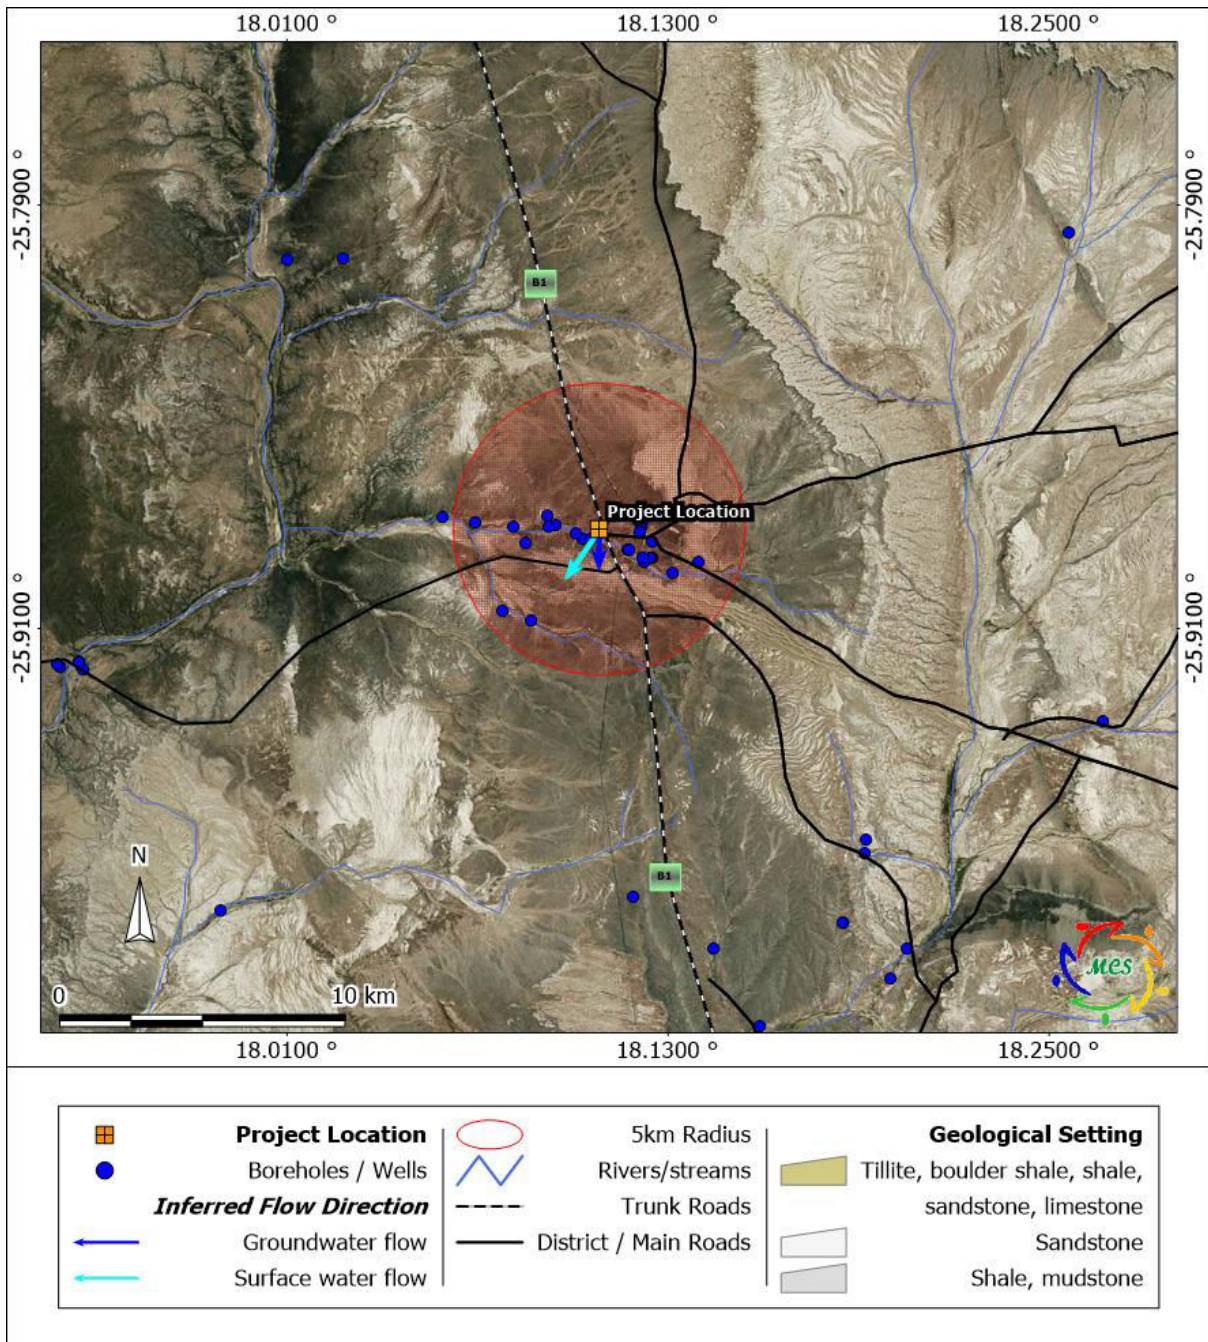 18.0100 ° 18.1300 ° 18.2500 °
-25.7900 ° -25.7900 °
B1
Project Location
-25.9100 ° -25.9100 °
B1
N
MCS
0 10 km
18.0100 ° 18.1300 ° 18.2500 °
Project Location
Boreholes / Wells
Inferred Flow Direction
Groundwater flow
Surface water flow
5km Radius
Rivers/streams
Trunk Roads
District / Main Roads
Geological Setting
Tillite, boulder shale, shale,
sandstone, limestone
Sandstone
Shale, mudstone